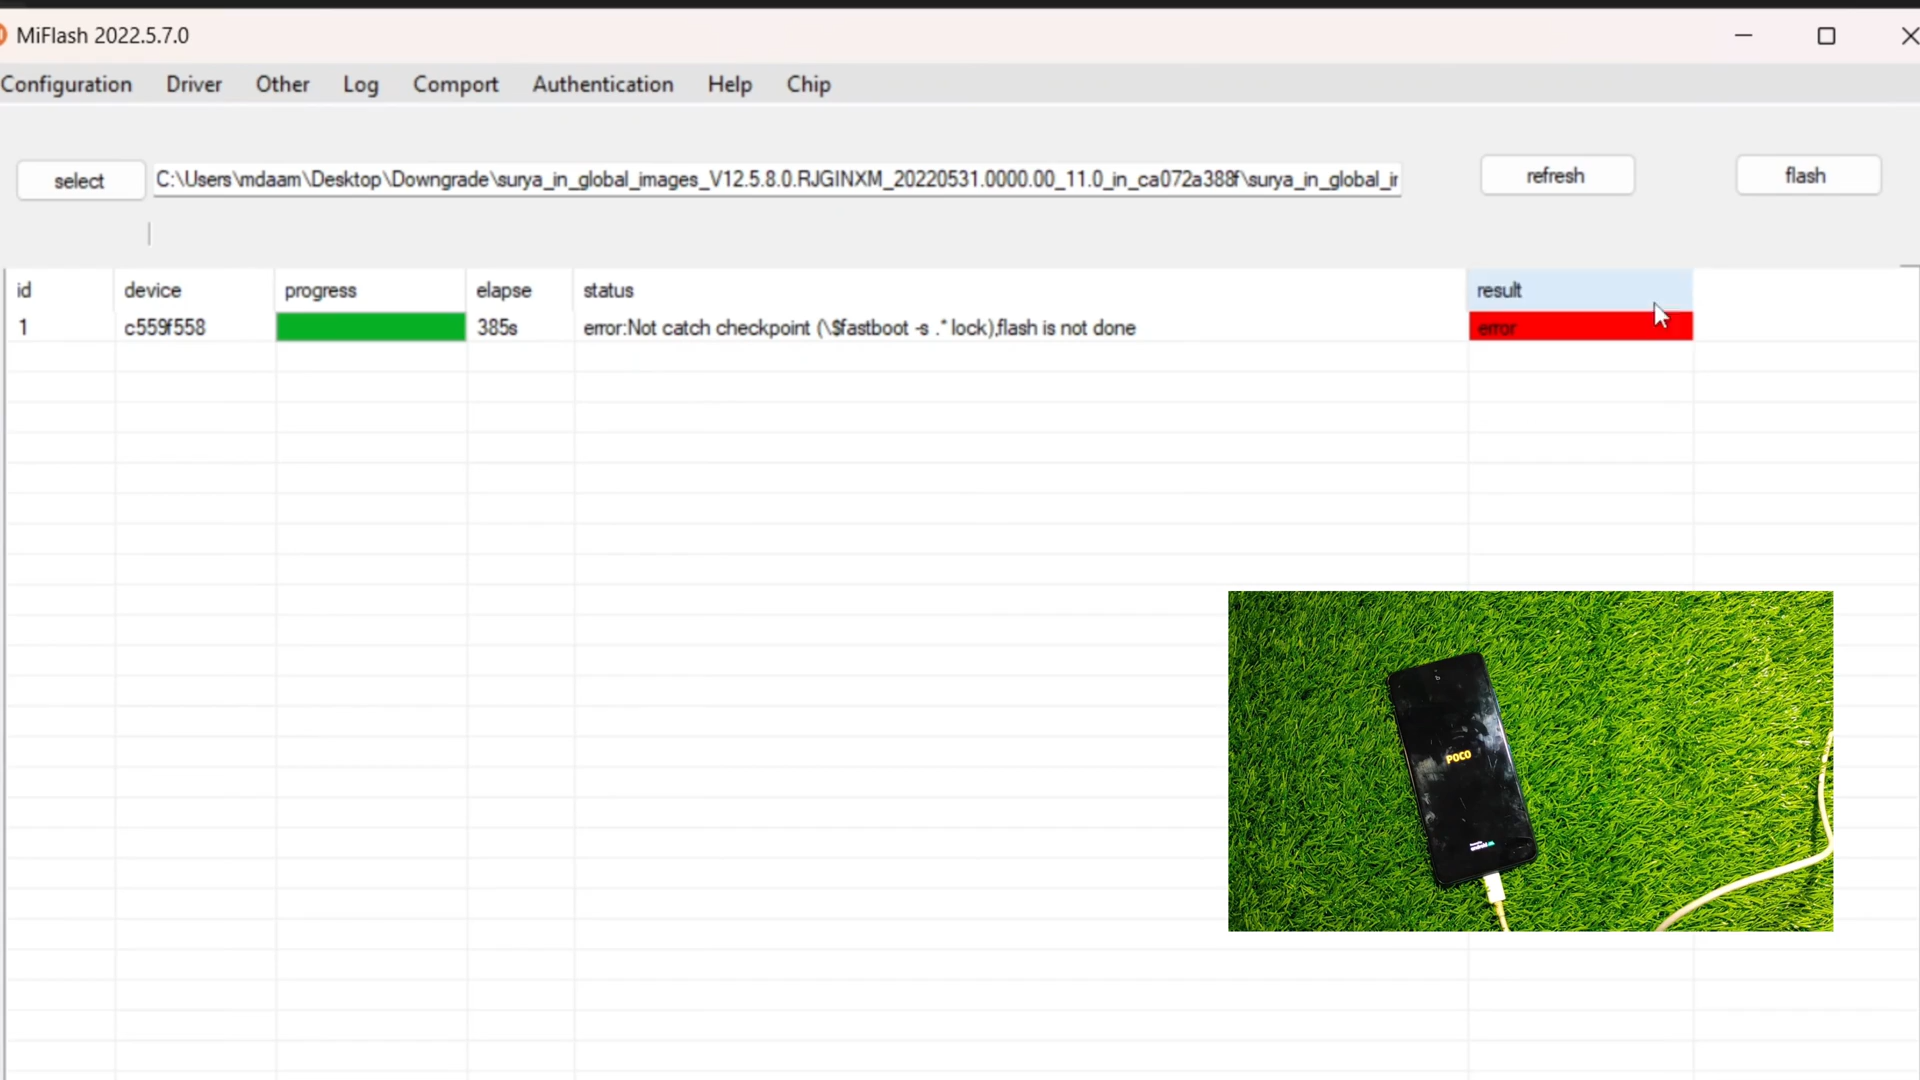 MiFlash 2022.5.7.0
Configuration Driver Other Log Comport Authentication Help Chip
select C:\Users\mdaam\Desktop\Downgrade\surya_in_global_images_V12.5.8.0.RJGINXM_20220531.0000.00_11.0_in_ca072a388f\surya_in_global_ir refresh flash
id device progress elapse status result
1 c559f558 385s error:Not catch checkpoint (\$fastboot -s .* lock),flash is not done error
POCO
android